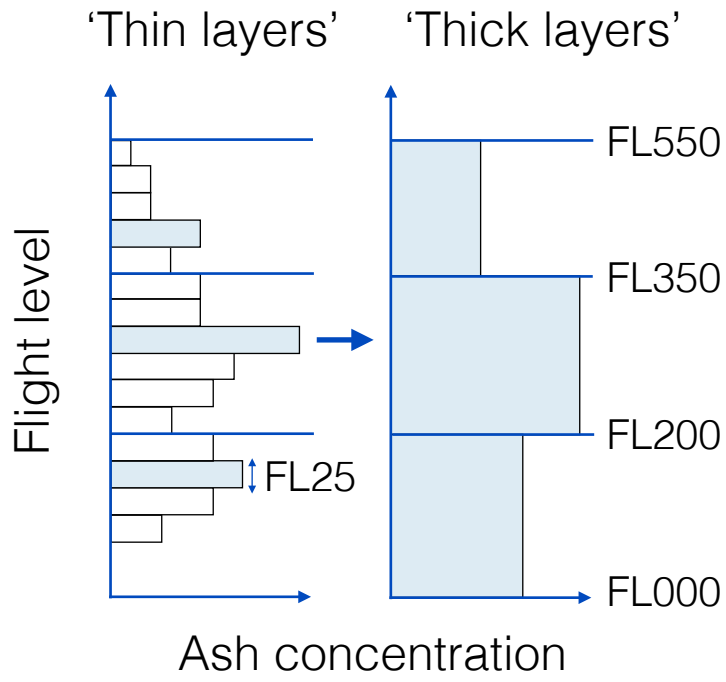 ‘Thin layers’
‘Thick layers’
Flight level
FL25
FL550
FL350
FL200
FL000
Ash concentration